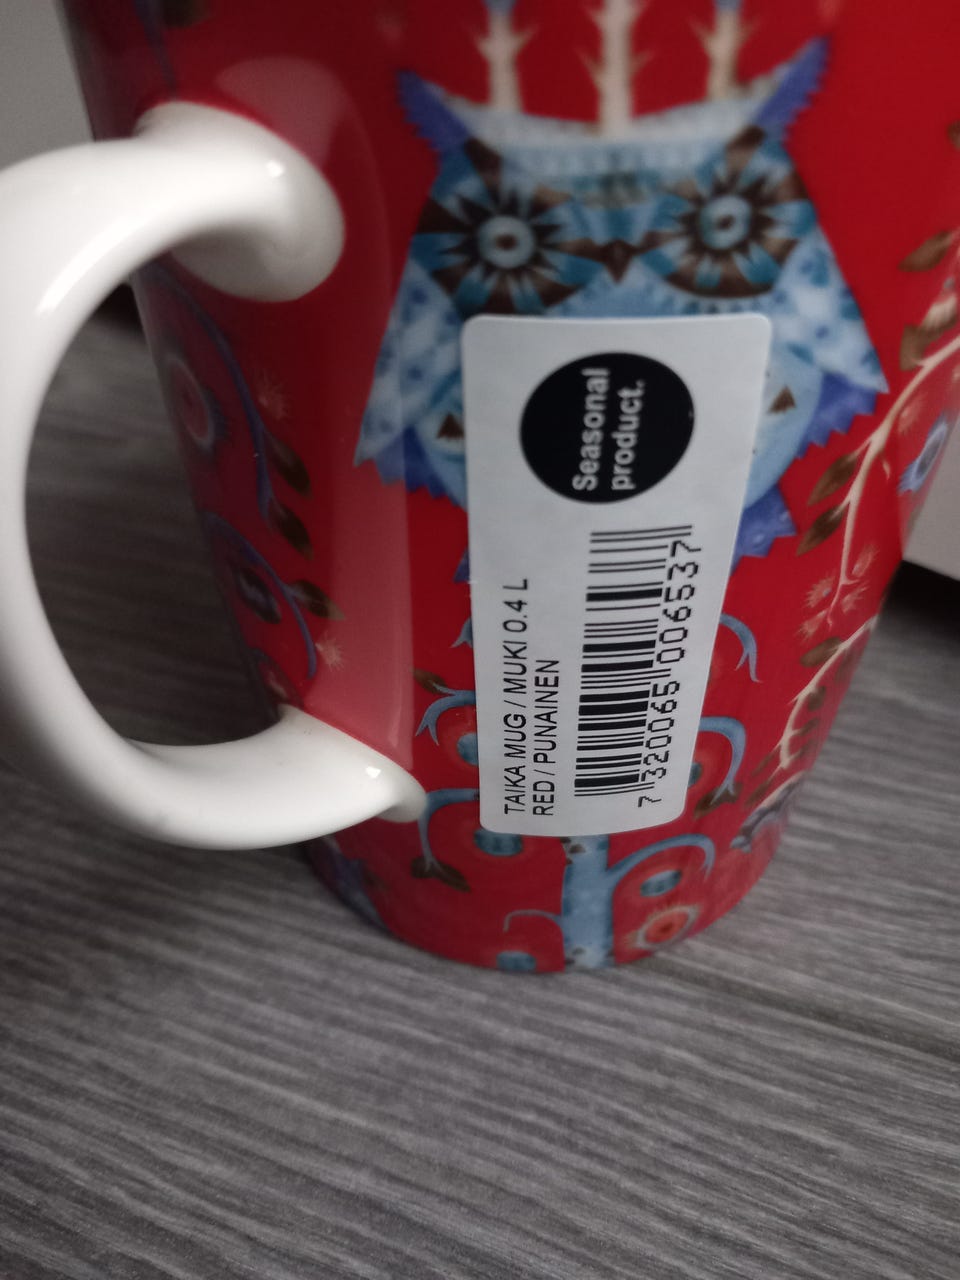 Seasonal
product.
TAIKA MUG / MUKI 0.4 L
RED / PUNAINEN
7 320065 006537